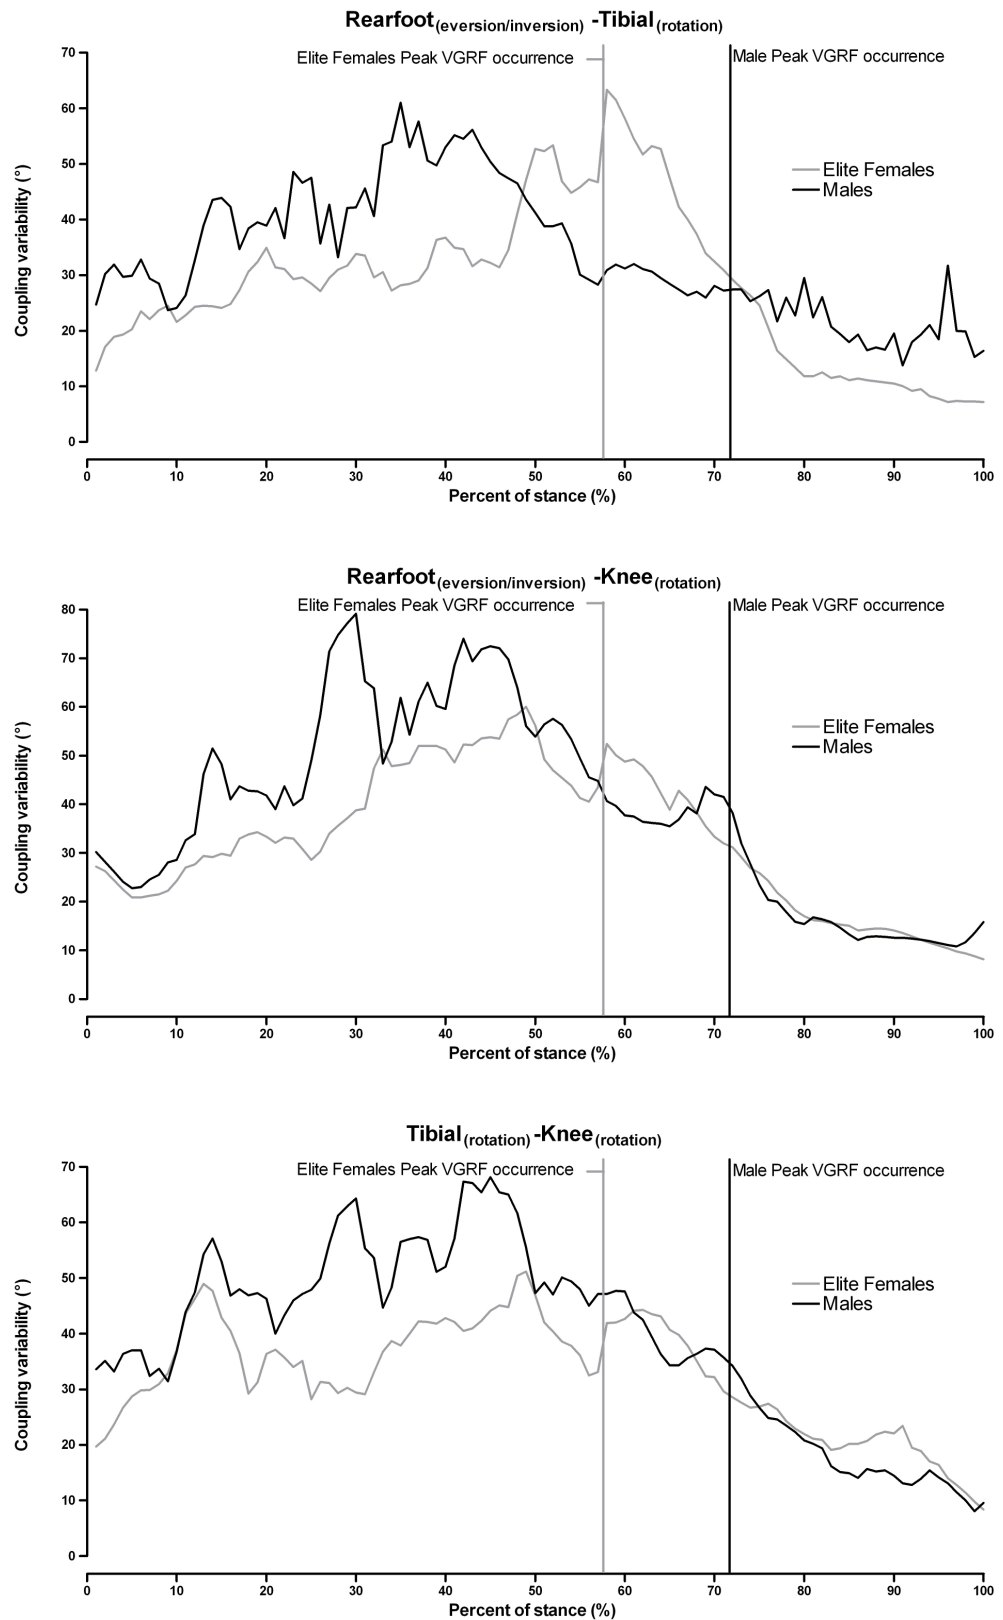 Rearfoot(eversion/inversion) -Tibial(rotation)
Elite Females Peak VGRF occurrence
Male Peak VGRF occurrence
70
60
50
40
30
20
10
0
Coupling variability (°)
Elite Females
Males
0 10 20 30 40 50 60 70 80 90 100
Percent of stance (%)
Rearfoot(eversion/inversion) -Knee(rotation)
Elite Females Peak VGRF occurrence
Male Peak VGRF occurrence
80
70
60
50
40
30
20
10
0
Coupling variability (°)
Elite Females
Males
0 10 20 30 40 50 60 70 80 90 100
Percent of stance (%)
Tibial(rotation) -Knee(rotation)
Elite Females Peak VGRF occurrence
Male Peak VGRF occurrence
70
60
50
40
30
20
10
0
Coupling variability (°)
Elite Females
Males
0 10 20 30 40 50 60 70 80 90 100
Percent of stance (%)